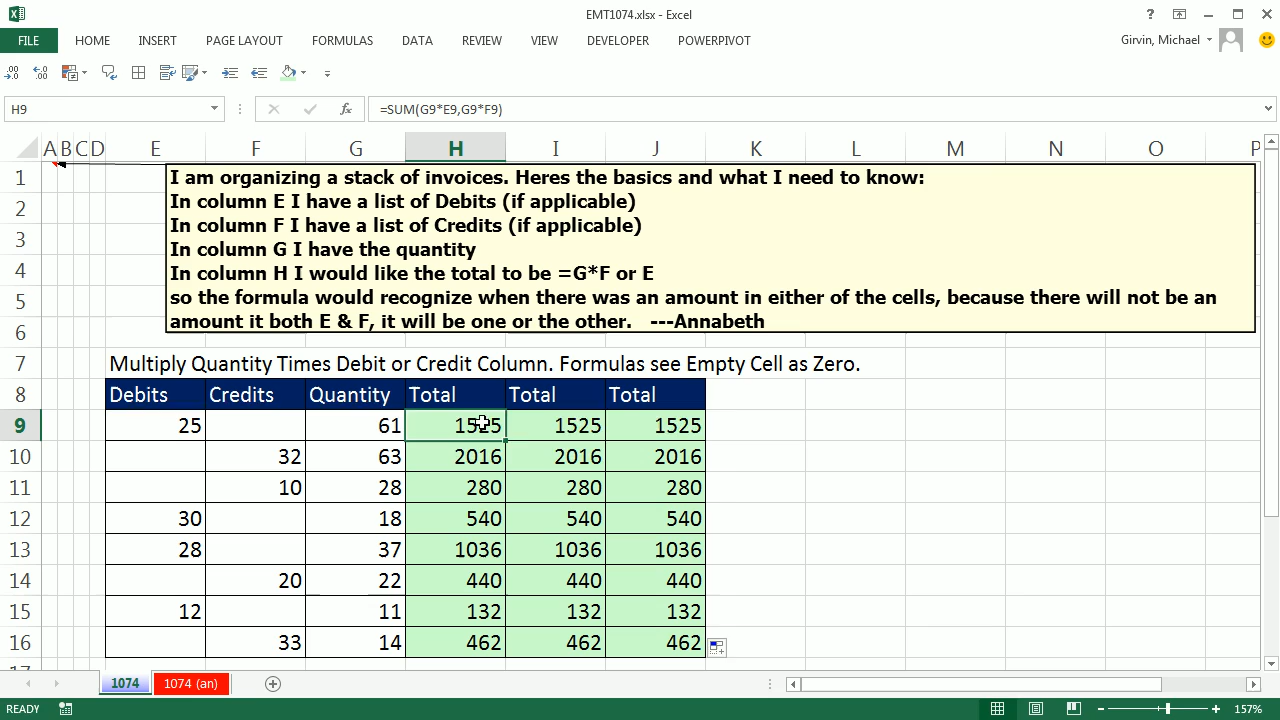 EMT1074.xlsx - Excel
FILE HOME INSERT PAGE LAYOUT FORMULAS DATA REVIEW VIEW DEVELOPER POWERPIVOT Girvin, Michael
H9 fx =SUM(G9*E9,G9*F9)
A B C D E F G H I J K L M N O P
1 I am organizing a stack of invoices. Heres the basics and what I need to know:
2 In column E I have a list of Debits (if applicable)
3 In column F I have a list of Credits (if applicable)
In column G I have the quantity
4 In column H I would like the total to be =G*F or E
5 so the formula would recognize when there was an amount in either of the cells, because there will not be an
6 amount it both E & F, it will be one or the other. ---Annabeth
7 Multiply Quantity Times Debit or Credit Column. Formulas see Empty Cell as Zero.
8 Debits Credits Quantity Total Total Total
9 25 61 1525 1525 1525
10 32 63 2016 2016 2016
11 10 28 280 280 280
12 30 18 540 540 540
13 28 37 1036 1036 1036
14 20 22 440 440 440
15 12 11 132 132 132
16 33 14 462 462 462
17
1074 1074 (an)
READY 157%